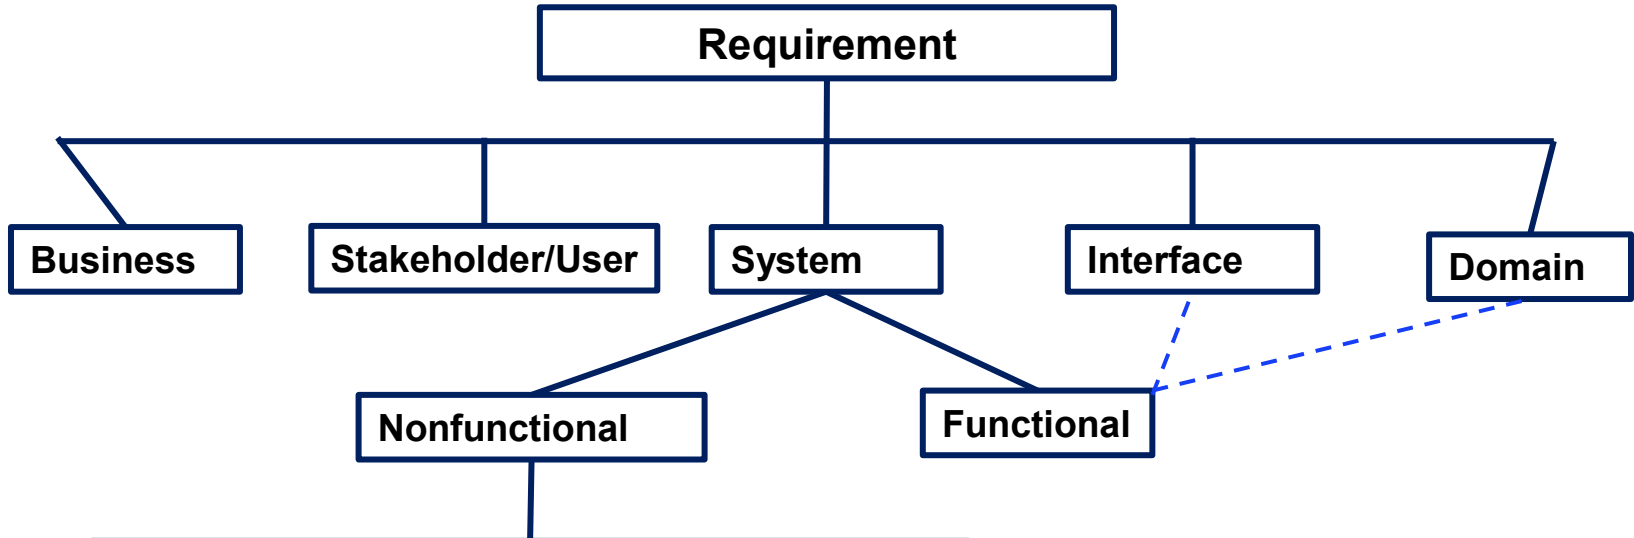 Requirement
Business
Stakeholder/User
System
Interface
Domain
Nonfunctional
Functional